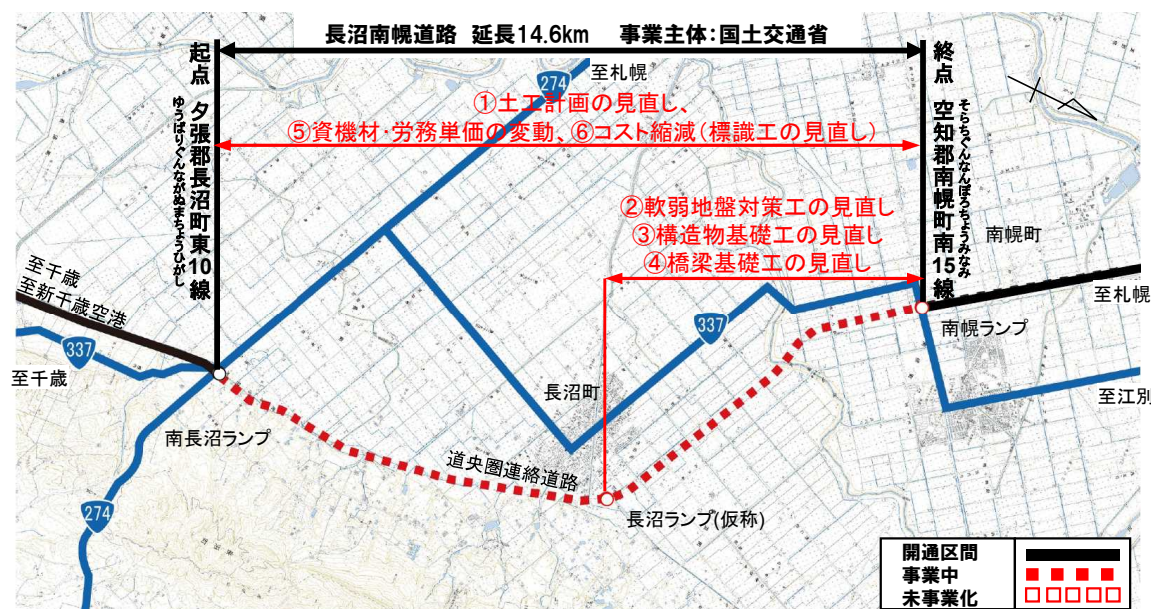 長沼南幌道路 延長14.6km 事業主体:国土交通省
起点 夕張郡長沼町東10線
ゆうばりぐんながぬまちょうひがし
終点 空知郡南幌町南15線
そらちぐんなんぽろちょうみなみ
274
至札幌
①土工計画の見直し、
⑤資機材・労務単価の変動、⑥コスト縮減(標識工の見直し)
②軟弱地盤対策工の見直し
③構造物基礎工の見直し
④橋梁基礎工の見直し
南幌町
至千歳
至新千歳空港
至札幌
南幌ランプ
337
337
至千歳
長沼町
至江別
南長沼ランプ
道央圏連絡道路
274
長沼ランプ(仮称)
開通区間
事業中
未事業化